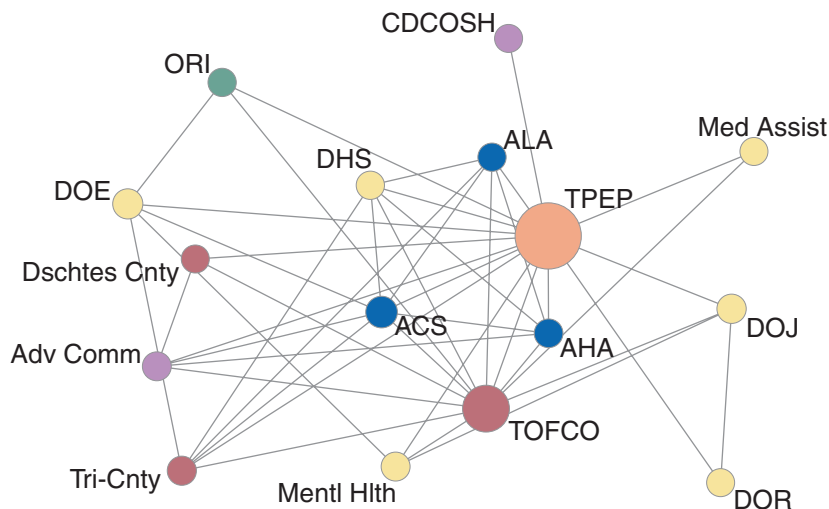 CDCOSH
ORI
Med Assist
ALA
DHS
DOE
TPEP
Dschtes Cnty
DOJ
ACS
AHA
Adv Comm
TOFCO
Tri-Cnty
Mentl Hlth
DOR